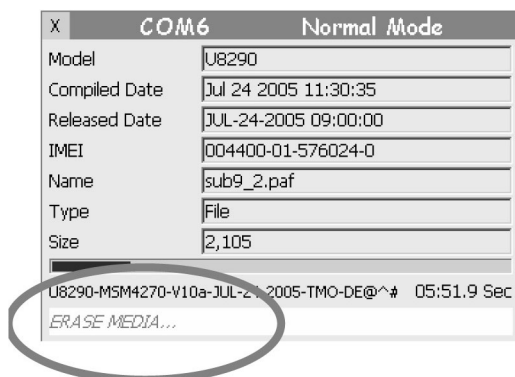 X COM6 Normal Mode
Model U8290
Compiled Date Jul 24 2005 11:30:35
Released Date JUL-24-2005 09:00:00
IMEI 004400-01-576024-0
Name sub9_2.paf
Type File
Size 2,105
U8290-MSM4270-V10a-JUL-24-2005-TMO-DE@^# 05:51.9 Sec
ERASE MEDIA...